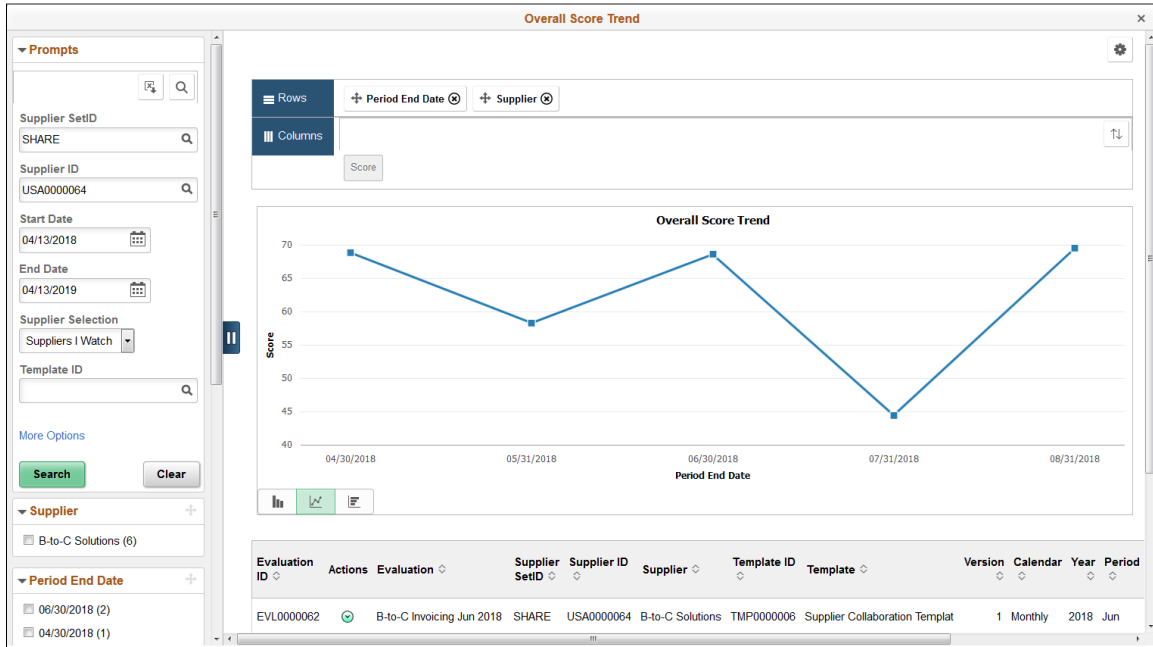 Overall Score Trend
Prompts
Supplier SetID
SHARE
Supplier ID
USA0000064
Start Date
04/13/2018
End Date
04/13/2019
Supplier Selection
Suppliers I Watch
Template ID
More Options
Search
Clear
Supplier
B-to-C Solutions (6)
Period End Date
06/30/2018 (2)
04/30/2018 (1)
Rows
Period End Date
Supplier
Columns
Score
Overall Score Trend
70
65
60
55
50
45
40
Score
04/30/2018 05/31/2018 06/30/2018 07/31/2018 08/31/2018
Period End Date
Evaluation ID Actions Evaluation Supplier SetID Supplier ID Supplier Template ID Template Version Calendar Year Period
EVL0000062 B-to-C Invoicing Jun 2018 SHARE USA0000064 B-to-C Solutions TMP0000006 Supplier Collaboration Templat 1 Monthly 2018 Jun